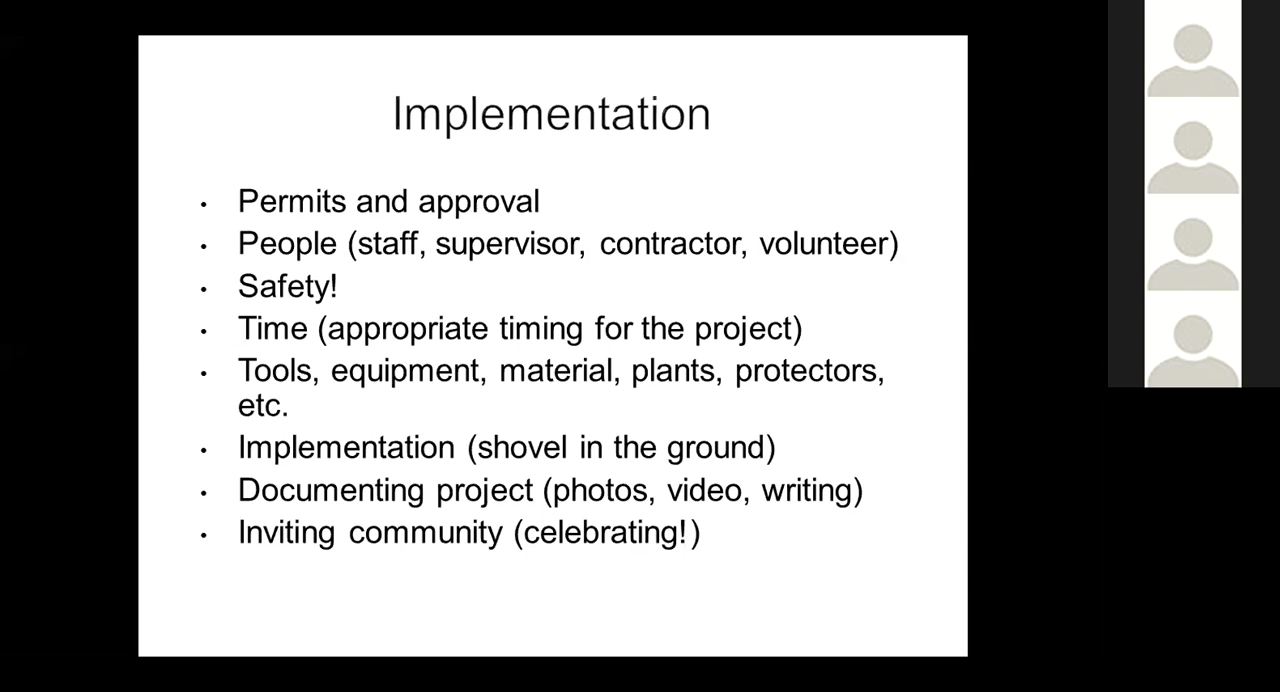 Implementation
• Permits and approval
• People (staff, supervisor, contractor, volunteer)
• Safety!
• Time (appropriate timing for the project)
• Tools, equipment, material, plants, protectors,
etc.
• Implementation (shovel in the ground)
• Documenting project (photos, video, writing)
• Inviting community (celebrating!)